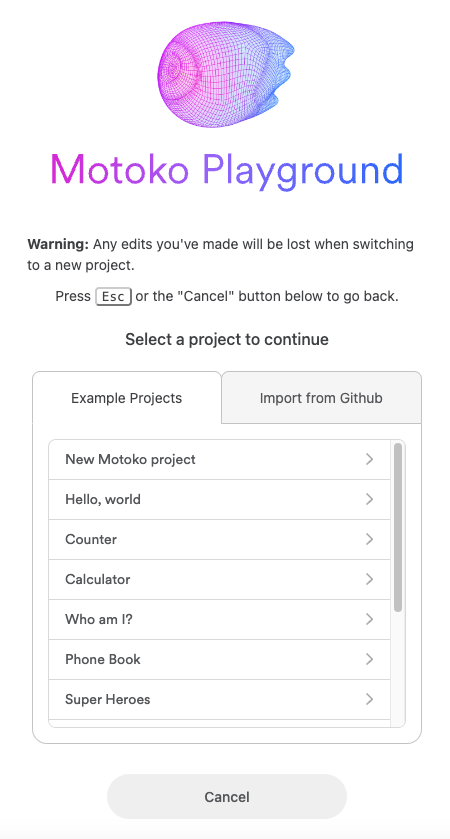 Motoko Playground
Warning: Any edits you've made will be lost when switching
to a new project.
Press Esc or the "Cancel" button below to go back.
Select a project to continue
Example Projects
Import from Github
New Motoko project
Hello, world
Counter
Calculator
Who am I?
Phone Book
Super Heroes
Cancel